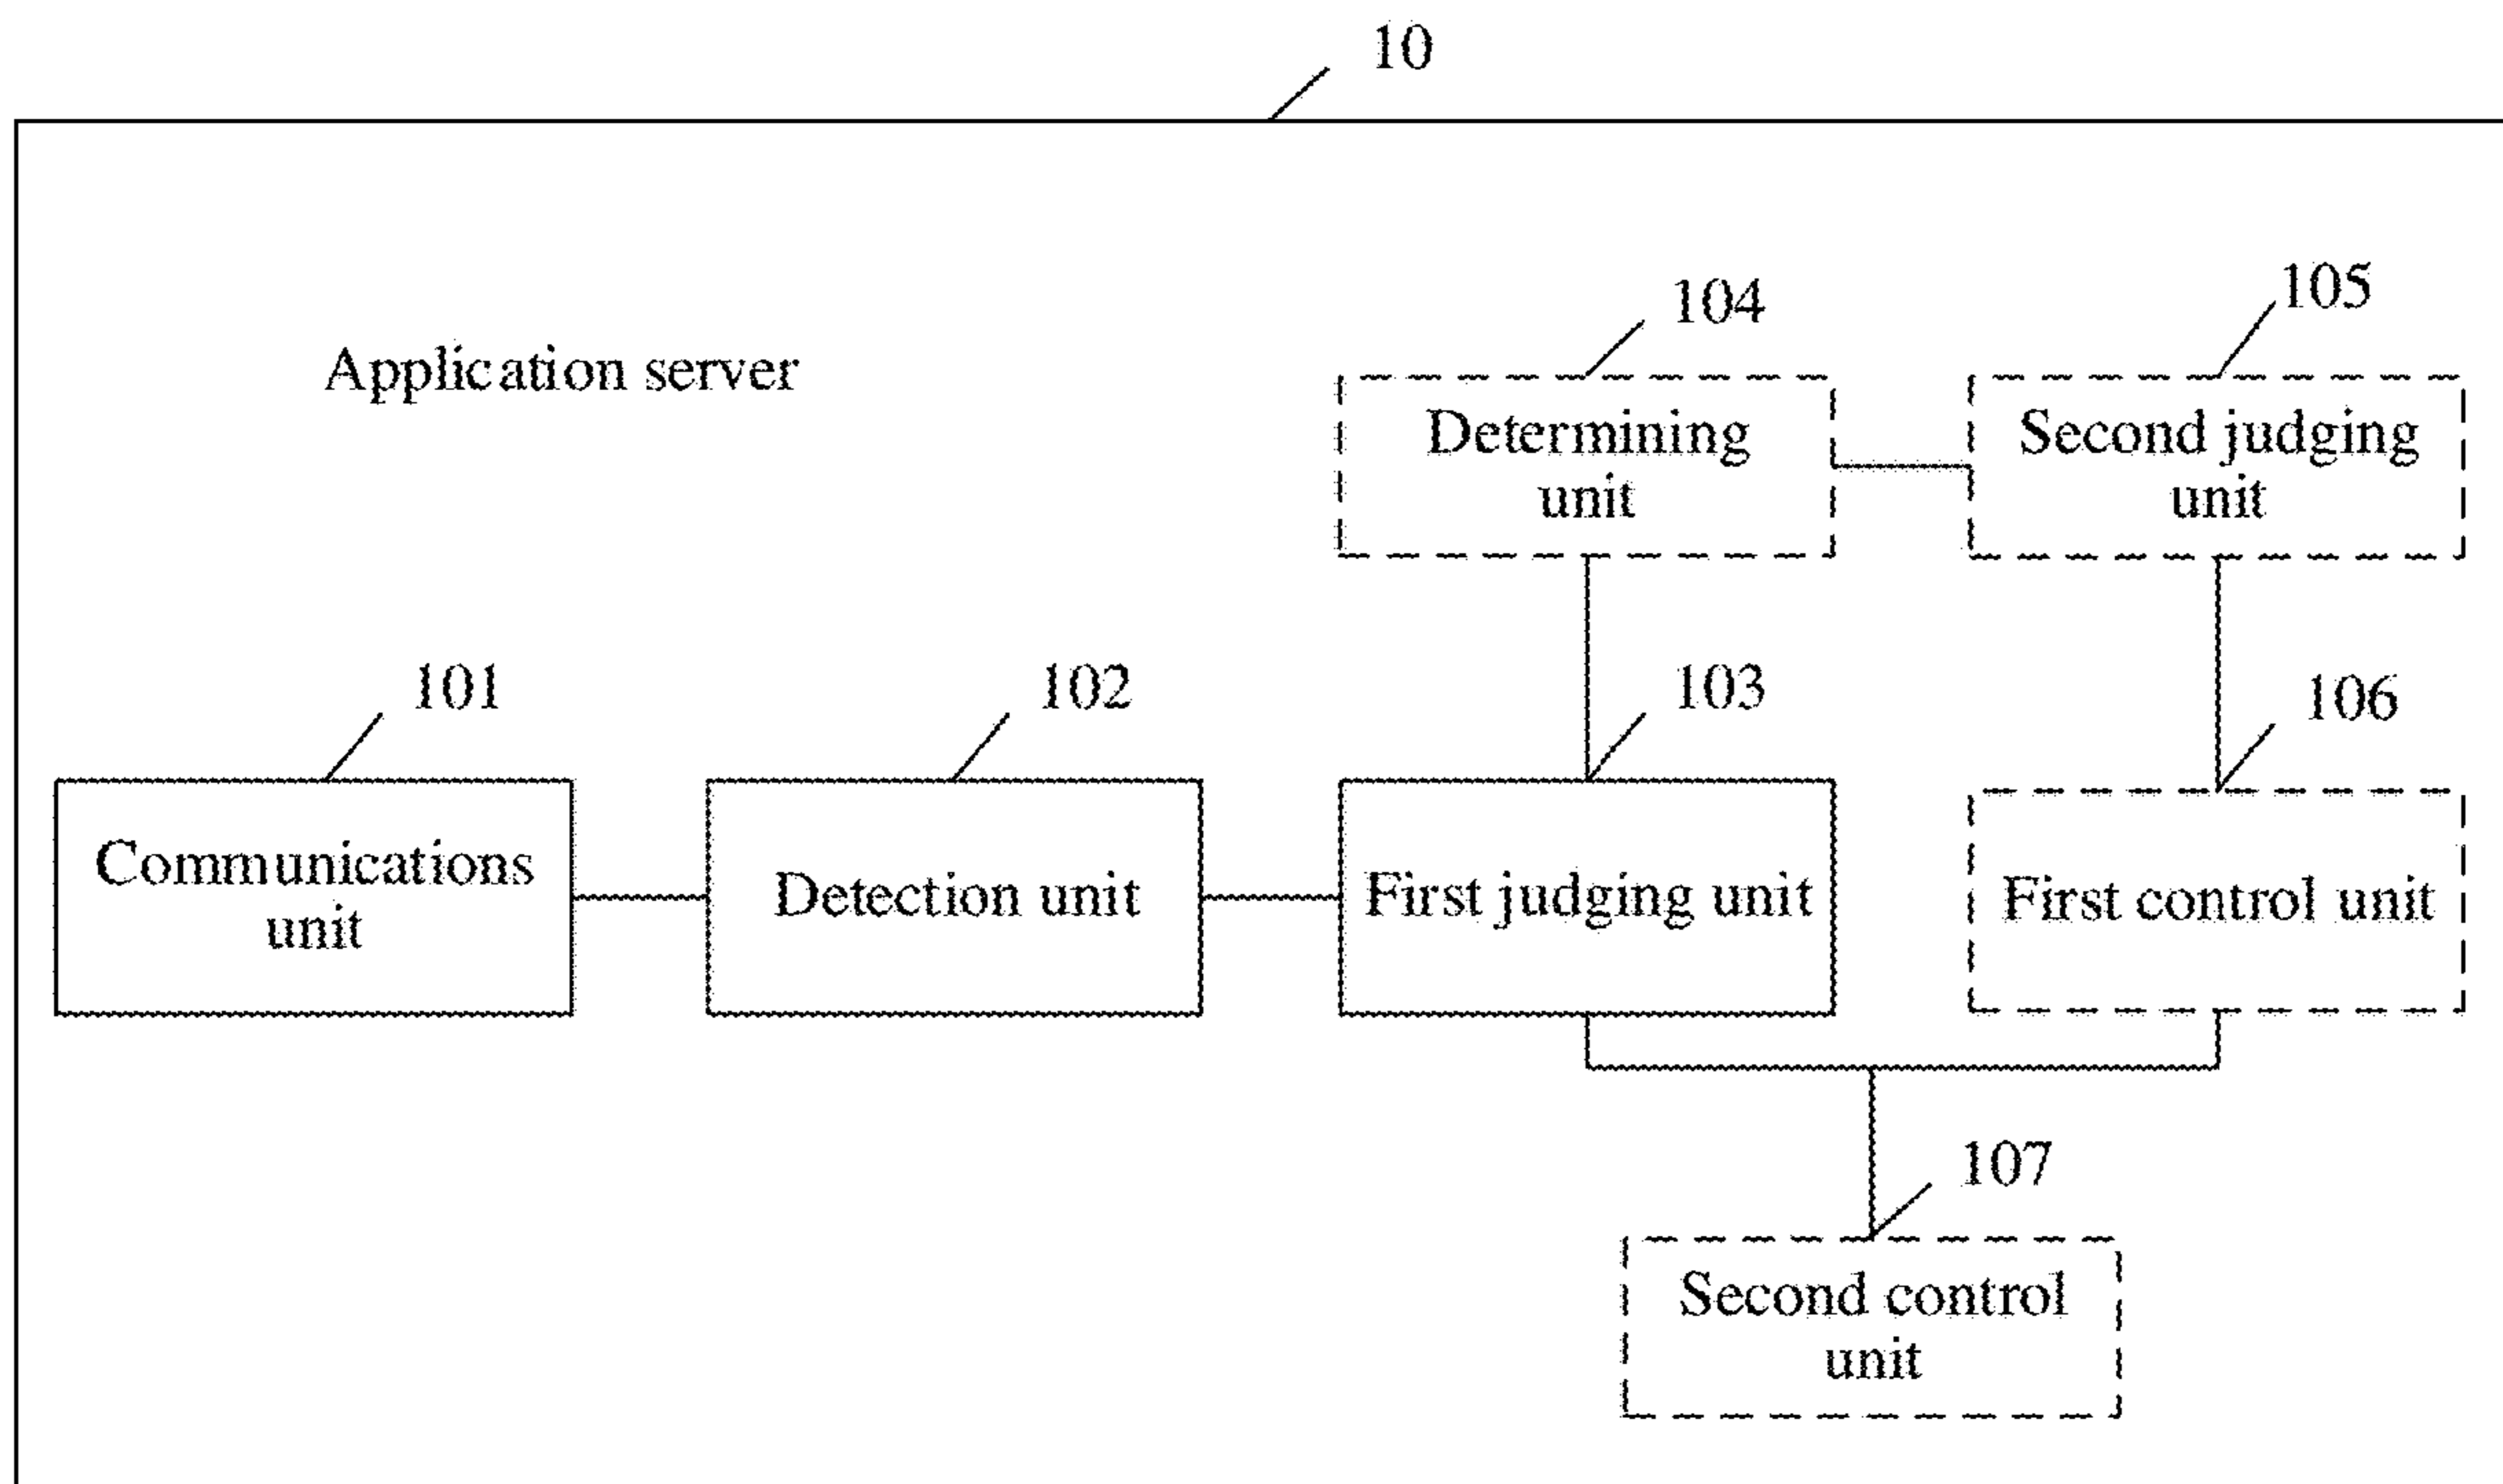 10
104
105
Application server
Determining
unit
Second judging
unit
101
102
103
106
Communications
unit
Detection unit
First judging unit
First control unit
107
Second control
unit